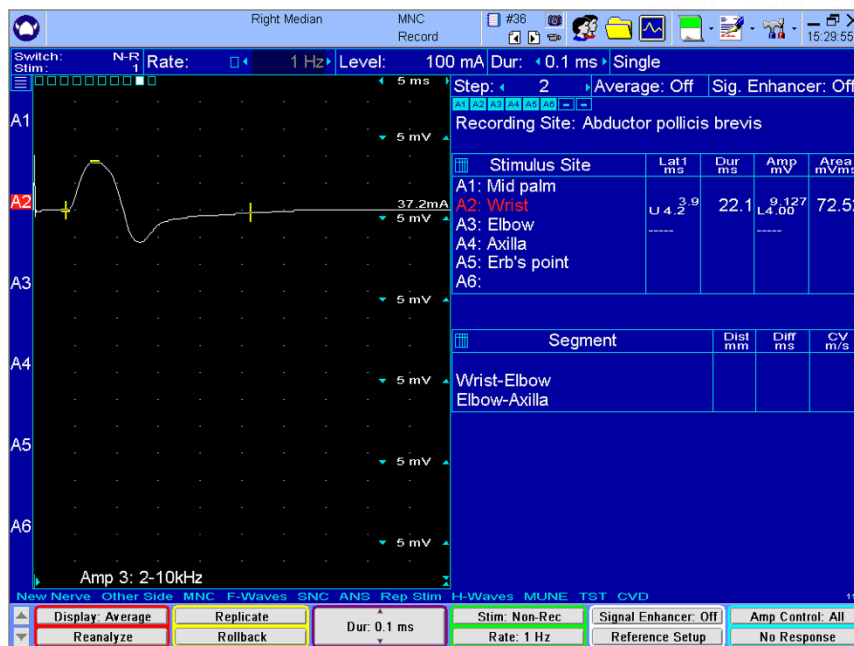 Right Median
MNC
Record
#36
15:29:55
Switch: N-R
Stim: 1
Rate: 1 Hz
Level: 100 mA
Dur: 0.1 ms
Single
5 ms
Step: 2
Average: Off
Sig. Enhancer: Off
A1 A2 A3 A4 A5 A6
Recording Site: Abductor pollicis brevis
A1
5 mV
A2
37.2mA
5 mV
A3
5 mV
A4
5 mV
A5
5 mV
A6
5 mV
Amp 3: 2-10kHz
Stimulus Site Lat1 ms Dur ms Amp mV Area mVms
A1: Mid palm
A2: Wrist 3.9 U 4.2 22.1 9.127 L4.00 72.52
A3: Elbow ----- -----
A4: Axilla
A5: Erb's point
A6:
Segment Dist mm Diff ms CV m/s
Wrist-Elbow
Elbow-Axilla
New Nerve Other Side MNC F-Waves SNC ANS Rep Stim H-Waves MUNE TST CVD
Display: Average Replicate Dur: 0.1 ms Stim: Non-Rec Signal Enhancer: Off Amp Control: All
Reanalyze Rollback Rate: 1 Hz Reference Setup No Response